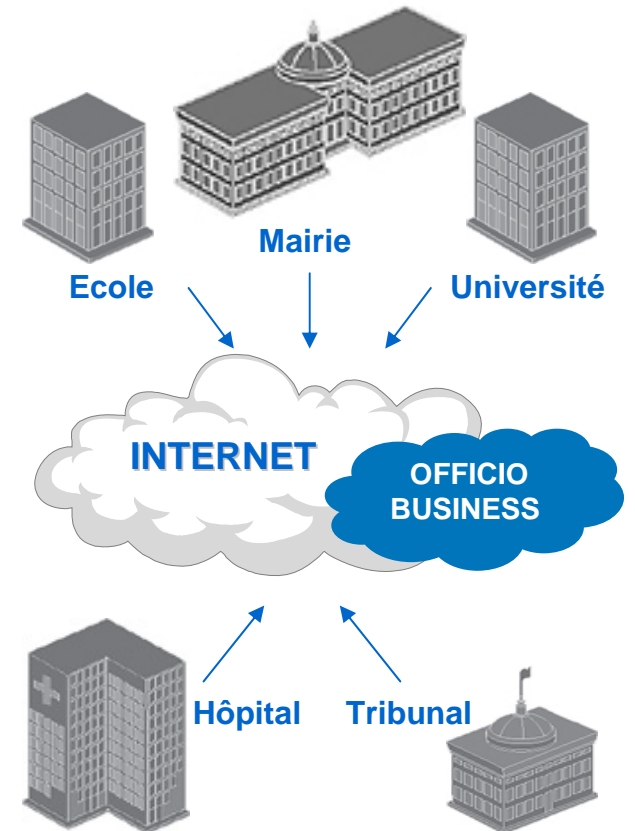 Mairie
Ecole
Université
INTERNET
OFFICIO
BUSINESS
Hôpital
Tribunal